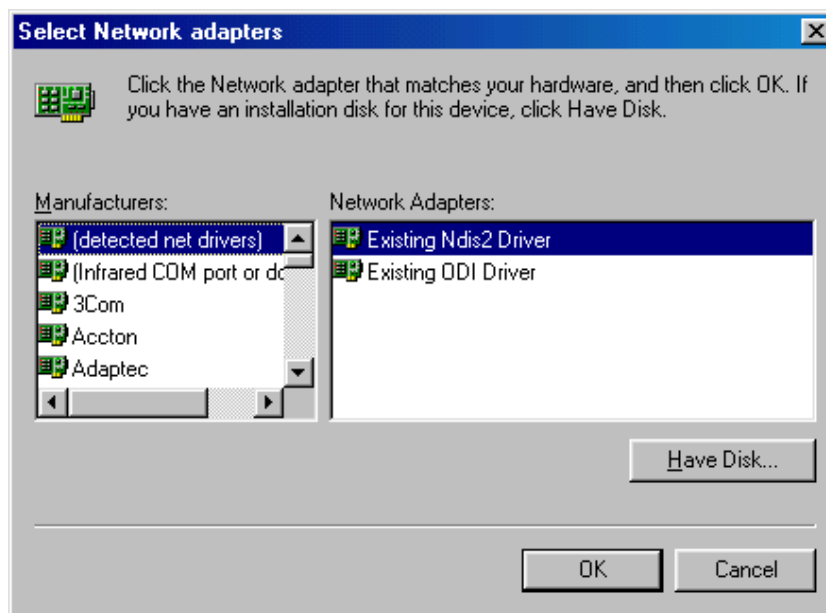 Select Network adapters
Click the Network adapter that matches your hardware, and then click OK. If
you have an installation disk for this device, click Have Disk.
Manufacturers:
(detected net drivers)
(Infrared COM port or do
3Com
Accton
Adaptec
Network Adapters:
Existing Ndis2 Driver
Existing ODI Driver
Have Disk...
OK
Cancel